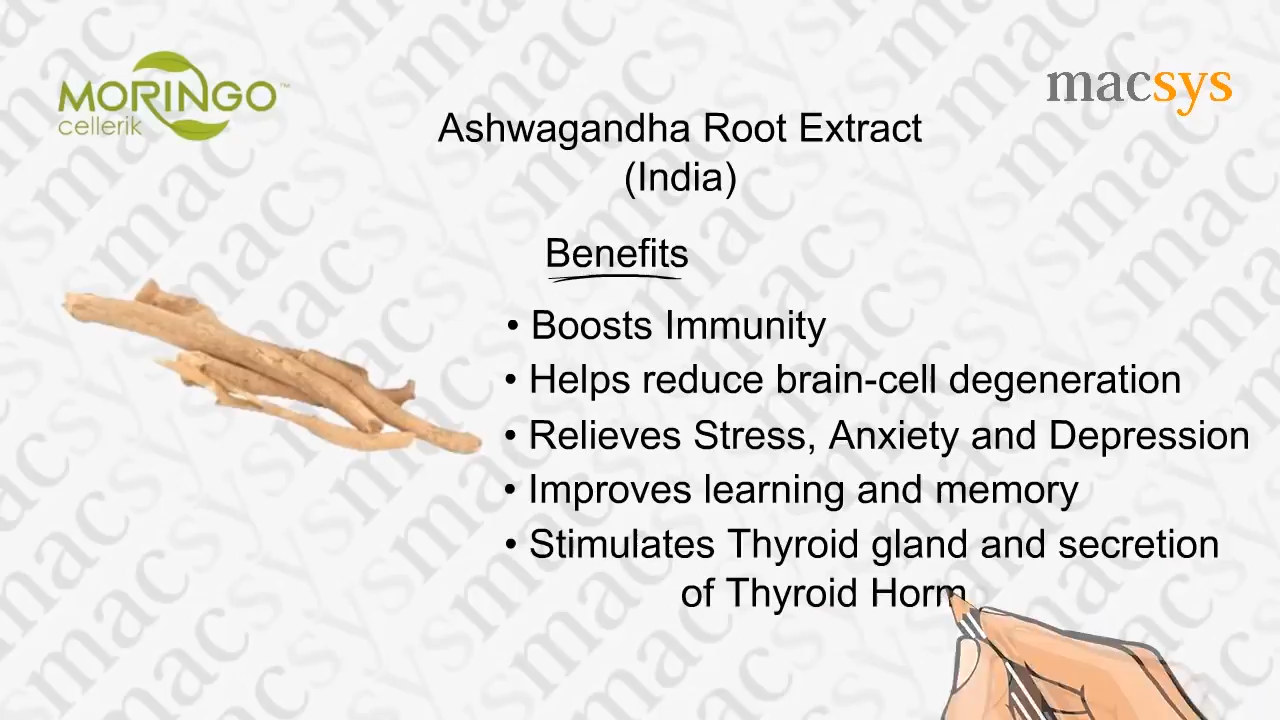 MORINGO™
cellerik
macsys
Ashwagandha Root Extract
(India)
Benefits
• Boosts Immunity
• Helps reduce brain-cell degeneration
• Relieves Stress, Anxiety and Depression
• Improves learning and memory
• Stimulates Thyroid gland and secretion
of Thyroid Horm